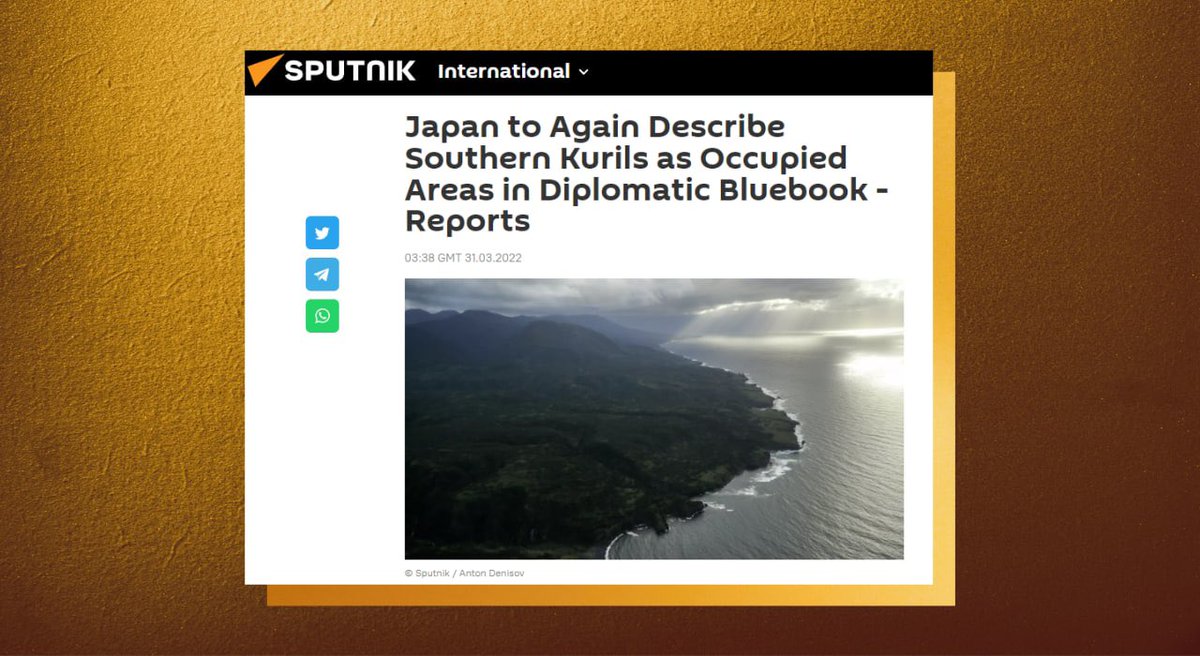 SPUTNIK International
Japan to Again Describe
Southern Kurils as Occupied
Areas in Diplomatic Bluebook -
Reports
03:38 GMT 31.03.2022
© Sputnik / Anton Denisov